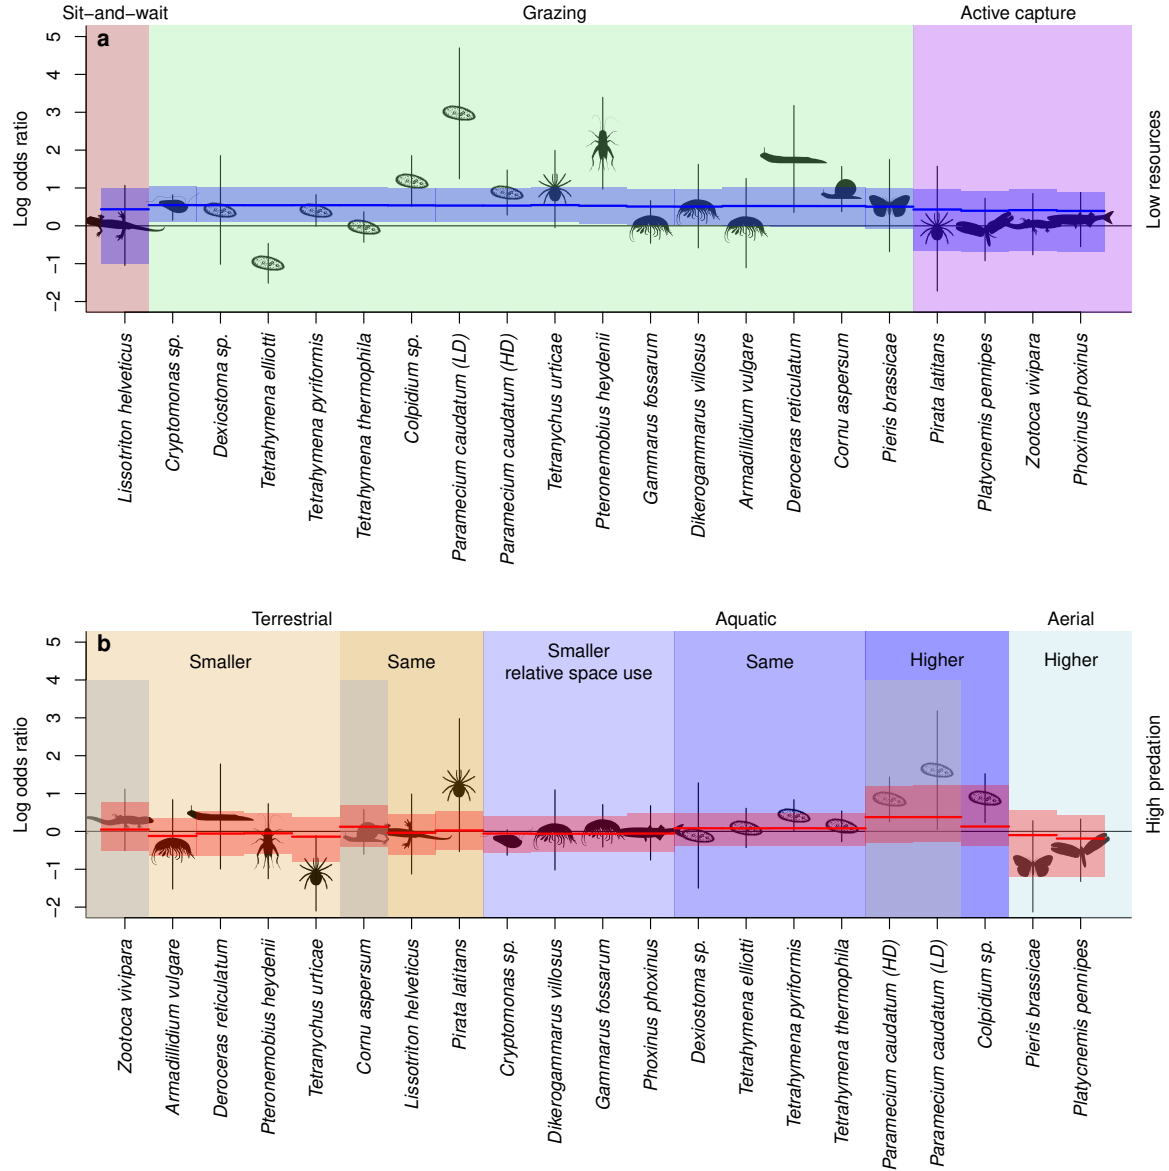 Sit−and−wait
Grazing
Active capture
a
5
4
3
2
1
0
−1
−2
Log odds ratio
Low resources
Lissotriton helveticus
Cryptomonas sp.
Dexiostoma sp.
Tetrahymena elliotti
Tetrahymena pyriformis
Tetrahymena thermophila
Colpidium sp.
Paramecium caudatum (LD)
Paramecium caudatum (HD)
Tetranychus urticae
Pteronemobius heydenii
Gammarus fossarum
Dikerogammarus villosus
Armadillidium vulgare
Deroceras reticulatum
Cornu aspersum
Pieris brassicae
Pirata latitans
Platycnemis pennipes
Zootoca vivipara
Phoxinus phoxinus
Terrestrial
Aquatic
Aerial
b
Smaller
Same
Smaller
relative space use
Same
Higher
Higher
5
4
3
2
1
0
−1
−2
Log odds ratio
High predation
Zootoca vivipara
Armadillidium vulgare
Deroceras reticulatum
Pteronemobius heydenii
Tetranychus urticae
Cornu aspersum
Lissotriton helveticus
Pirata latitans
Cryptomonas sp.
Dikerogammarus villosus
Gammarus fossarum
Phoxinus phoxinus
Dexiostoma sp.
Tetrahymena elliotti
Tetrahymena pyriformis
Tetrahymena thermophila
Paramecium caudatum (HD)
Paramecium caudatum (LD)
Colpidium sp.
Pieris brassicae
Platycnemis pennipes